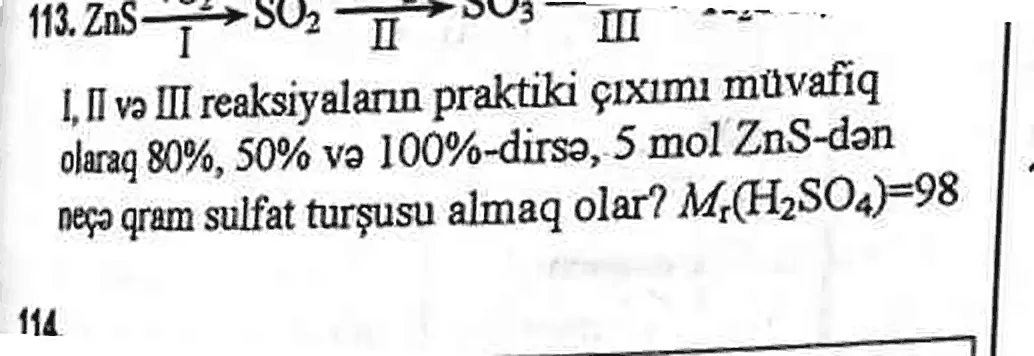 113. ZnS → SO₂ → SO₃
I II III
I, II və III reaksiyaların praktiki çıxımı müvafiq
olaraq 80%, 50% və 100%-dirsə, 5 mol ZnS-dən
neçə qram sulfat turşusu almaq olar? Mᵣ(H₂SO₄)=98
114